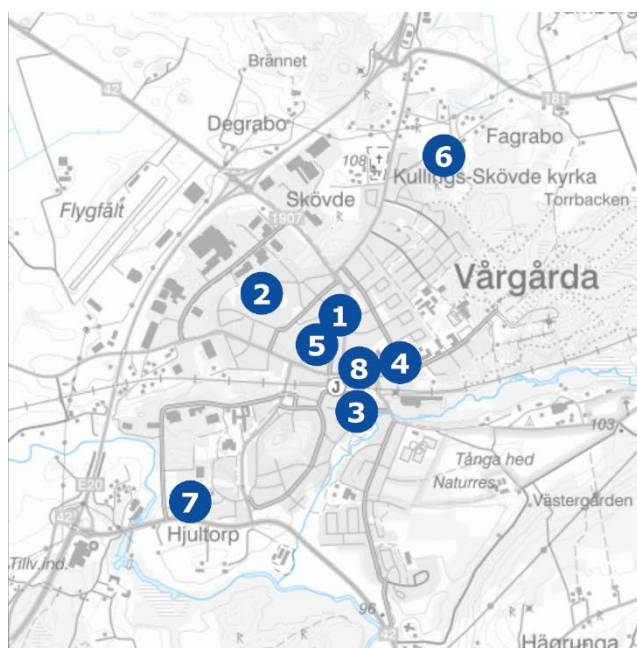 Brännet
42
181
Degrabo
Fagrabo
6
108
Kullings-Skövde kyrka
Skövde
Torrbacken
Flygfält
1907
Vårgårda
2
1
5
8
4
J
3
103
Tånga hed
Naturres.
E20
7
Västergården
42
Hjultorp
Tillv.ind.
96
42
Hägrunga